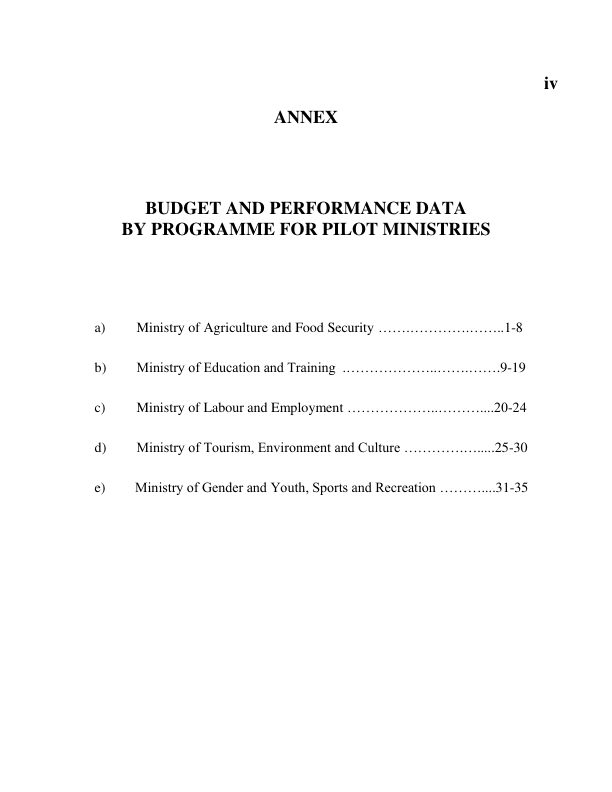 iv
ANNEX
BUDGET AND PERFORMANCE DATA
BY PROGRAMME FOR PILOT MINISTRIES
a) Ministry of Agriculture and Food Security …….………….……..1-8
b) Ministry of Education and Training .………………..…….…….9-19
c) Ministry of Labour and Employment ………………..………....20-24
d) Ministry of Tourism, Environment and Culture ………….….....25-30
e) Ministry of Gender and Youth, Sports and Recreation ………....31-35